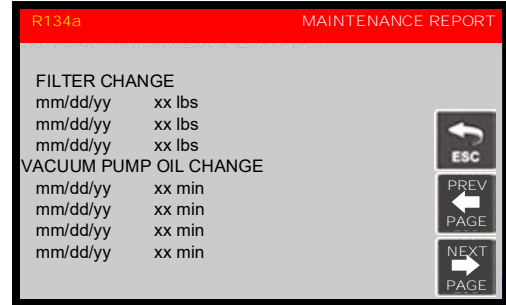 R134a MAINTENANCE REPORT
FILTER CHANGE
mm/dd/yy xx lbs
mm/dd/yy xx lbs
mm/dd/yy xx lbs
VACUUM PUMP OIL CHANGE
mm/dd/yy xx min
mm/dd/yy xx min
mm/dd/yy xx min
mm/dd/yy xx min
ESC
PREV
PAGE
NEXT
PAGE